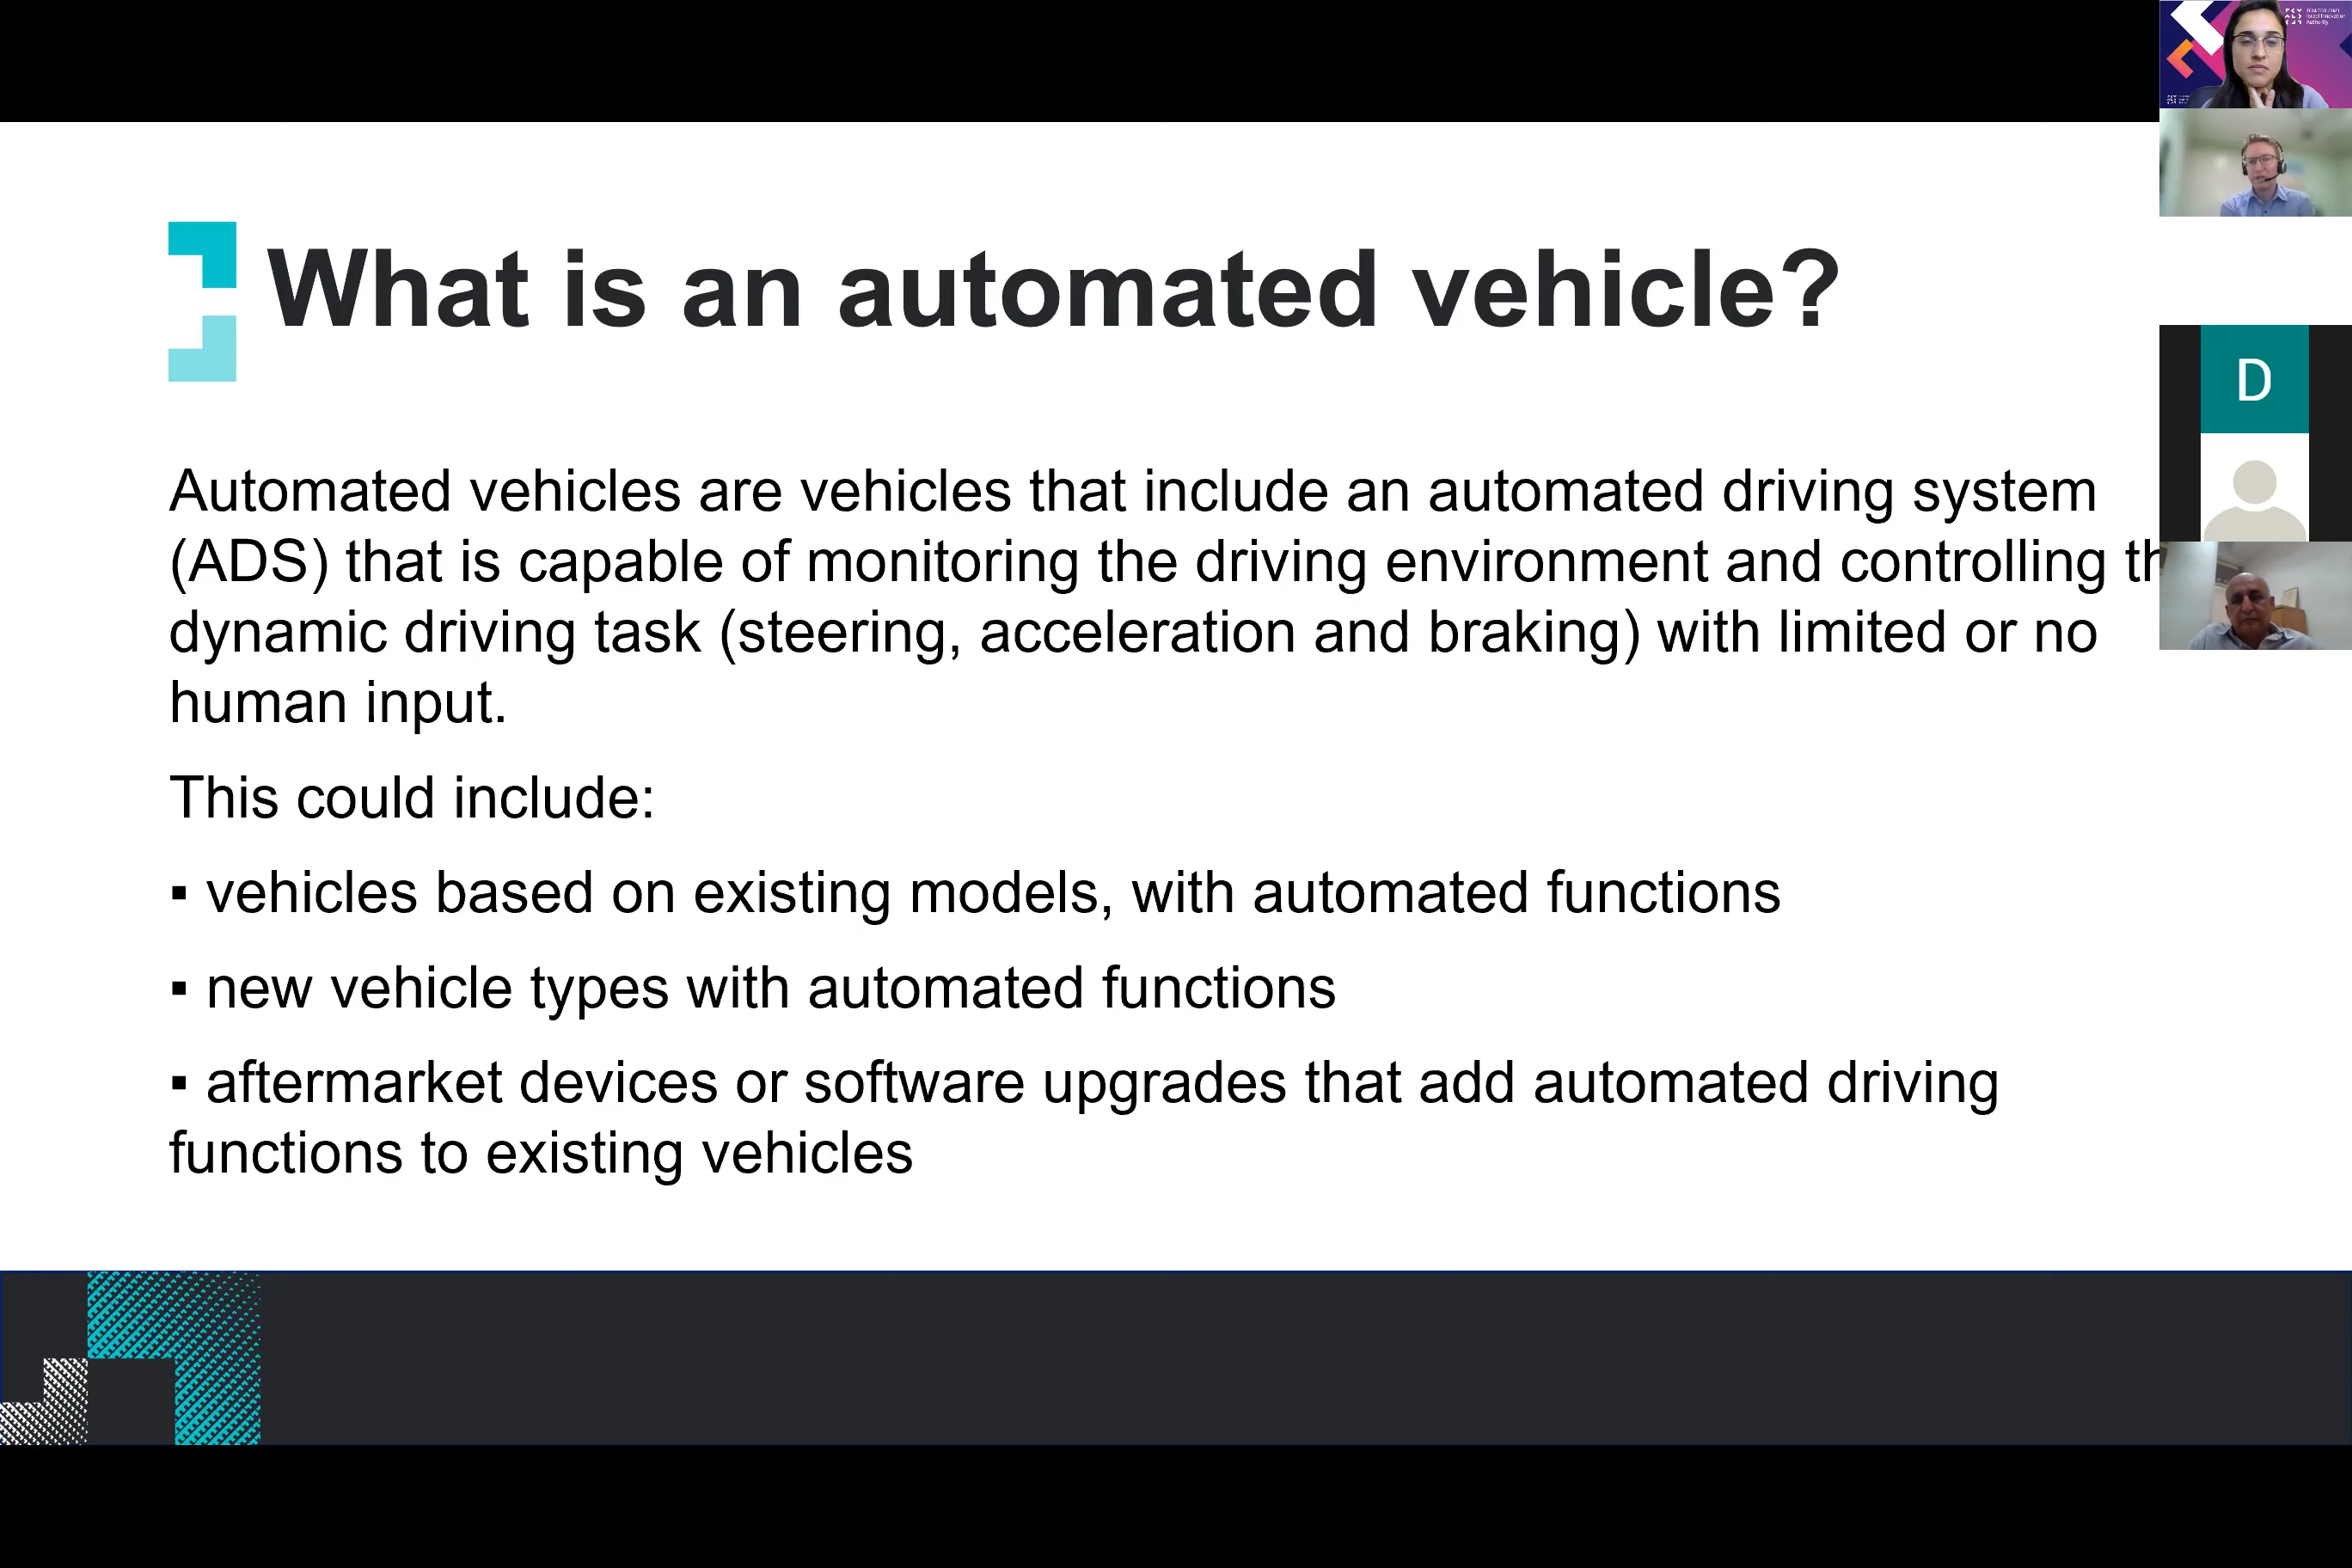 What is an automated vehicle?
Automated vehicles are vehicles that include an automated driving system
(ADS) that is capable of monitoring the driving environment and controlling th
dynamic driving task (steering, acceleration and braking) with limited or no
human input.
This could include:
▪ vehicles based on existing models, with automated functions
▪ new vehicle types with automated functions
▪ aftermarket devices or software upgrades that add automated driving
functions to existing vehicles
Israel Innovation
Authority
D